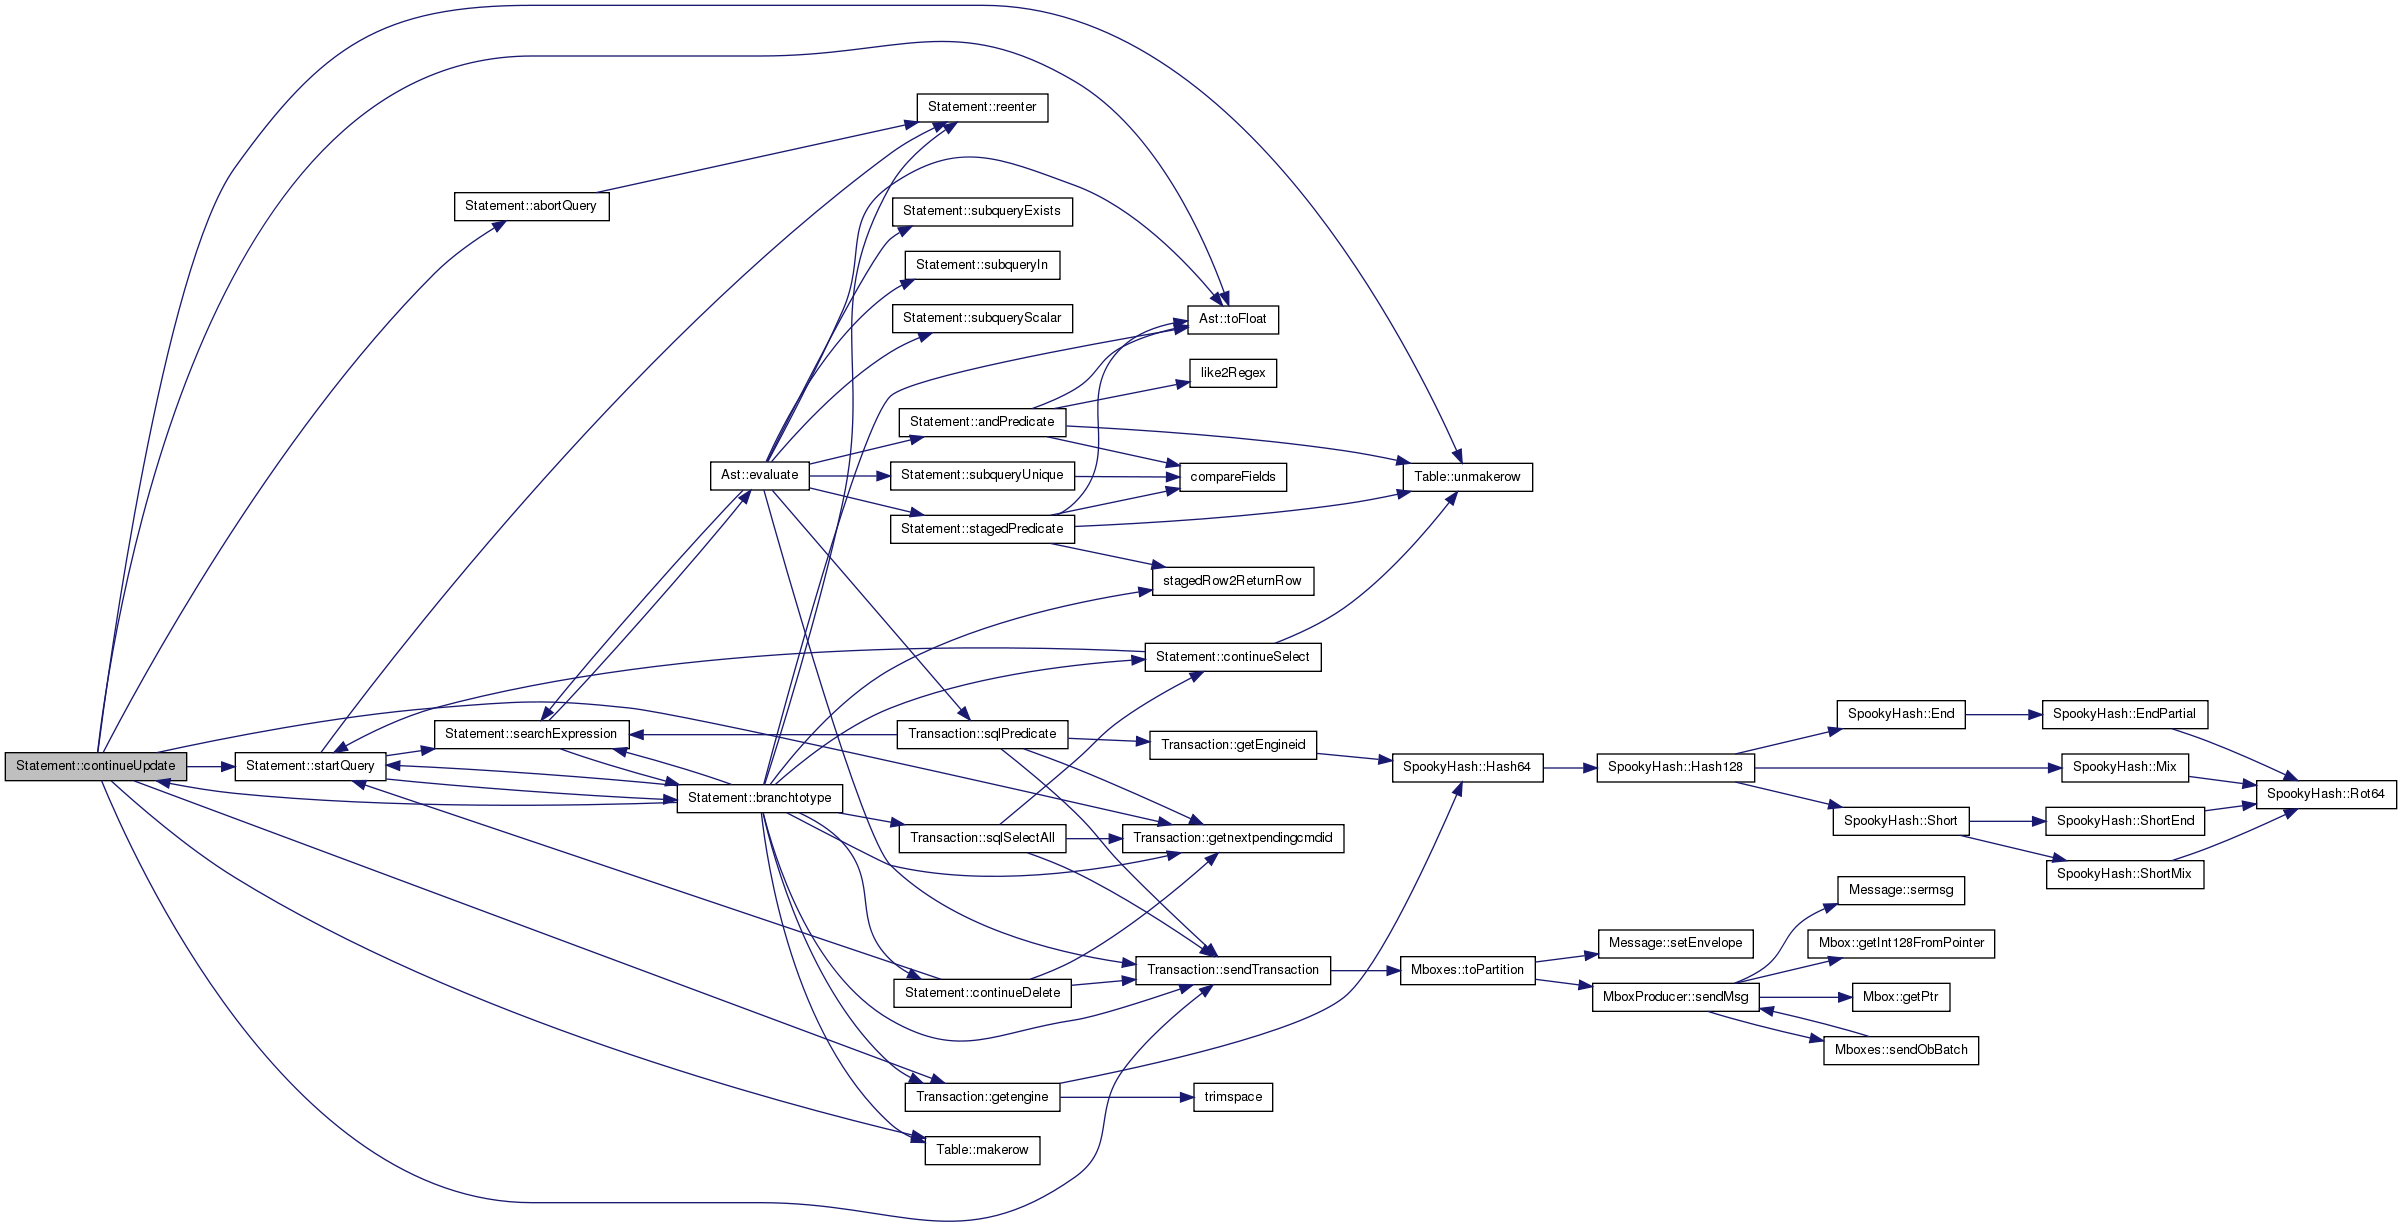 Statement::reenter
Statement::abortQuery
Statement::subqueryExists
Statement::subqueryIn
Statement::subqueryScalar
Ast::toFloat
like2Regex
Statement::andPredicate
Ast::evaluate
Statement::subqueryUnique
compareFields
Table::unmakerow
Statement::stagedPredicate
stagedRow2ReturnRow
Statement::continueSelect
Statement::continueUpdate
Statement::startQuery
Statement::searchExpression
Statement::branchtotype
Transaction::sqlPredicate
Transaction::getEngineid
SpookyHash::Hash64
SpookyHash::Hash128
SpookyHash::End
SpookyHash::EndPartial
SpookyHash::Mix
SpookyHash::Rot64
SpookyHash::Short
SpookyHash::ShortEnd
SpookyHash::ShortMix
Transaction::sqlSelectAll
Transaction::getnextpendingcmdid
Message::sermsg
Message::setEnvelope
Mbox::getInt128FromPointer
Transaction::sendTransaction
Mboxes::toPartition
Statement::continueDelete
MboxProducer::sendMsg
Mbox::getPtr
Mboxes::sendObBatch
Transaction::getengine
trimspace
Table::makerow